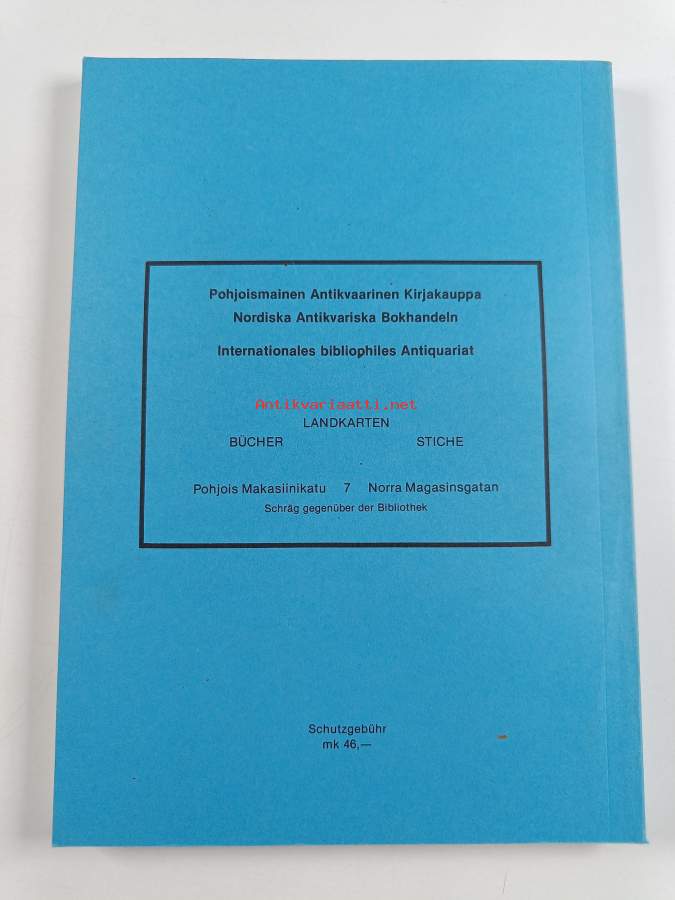 Pohjoismainen Antikvaarinen Kirjakauppa
Nordiska Antikvariska Bokhandeln
Internationales bibliophiles Antiquariat
Antikvariaatti.net
LANDKARTEN
BÜCHER STICHE
Pohjois Makasiinikatu 7 Norra Magasinsgatan
Schräg gegenüber der Bibliothek
Schutzgebühr
mk 46,—